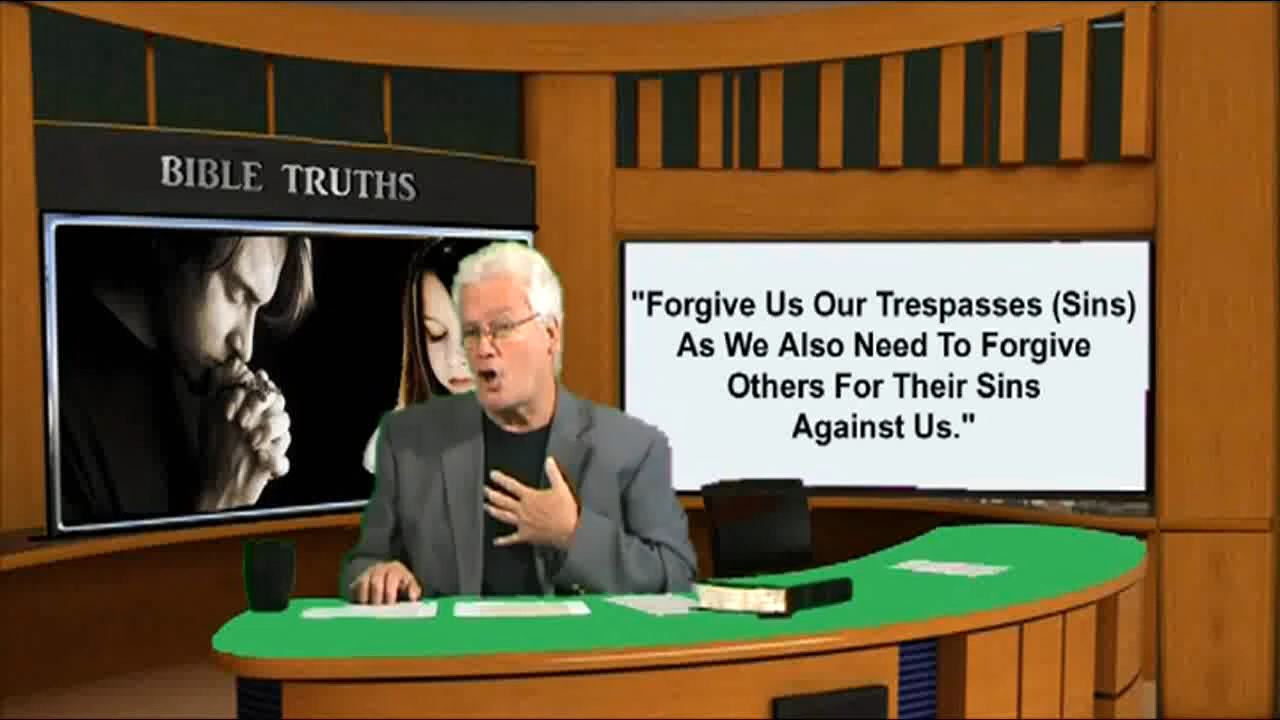 BIBLE TRUTHS
"Forgive Us Our Trespasses (Sins)
As We Also Need To Forgive
Others For Their Sins
Against Us."